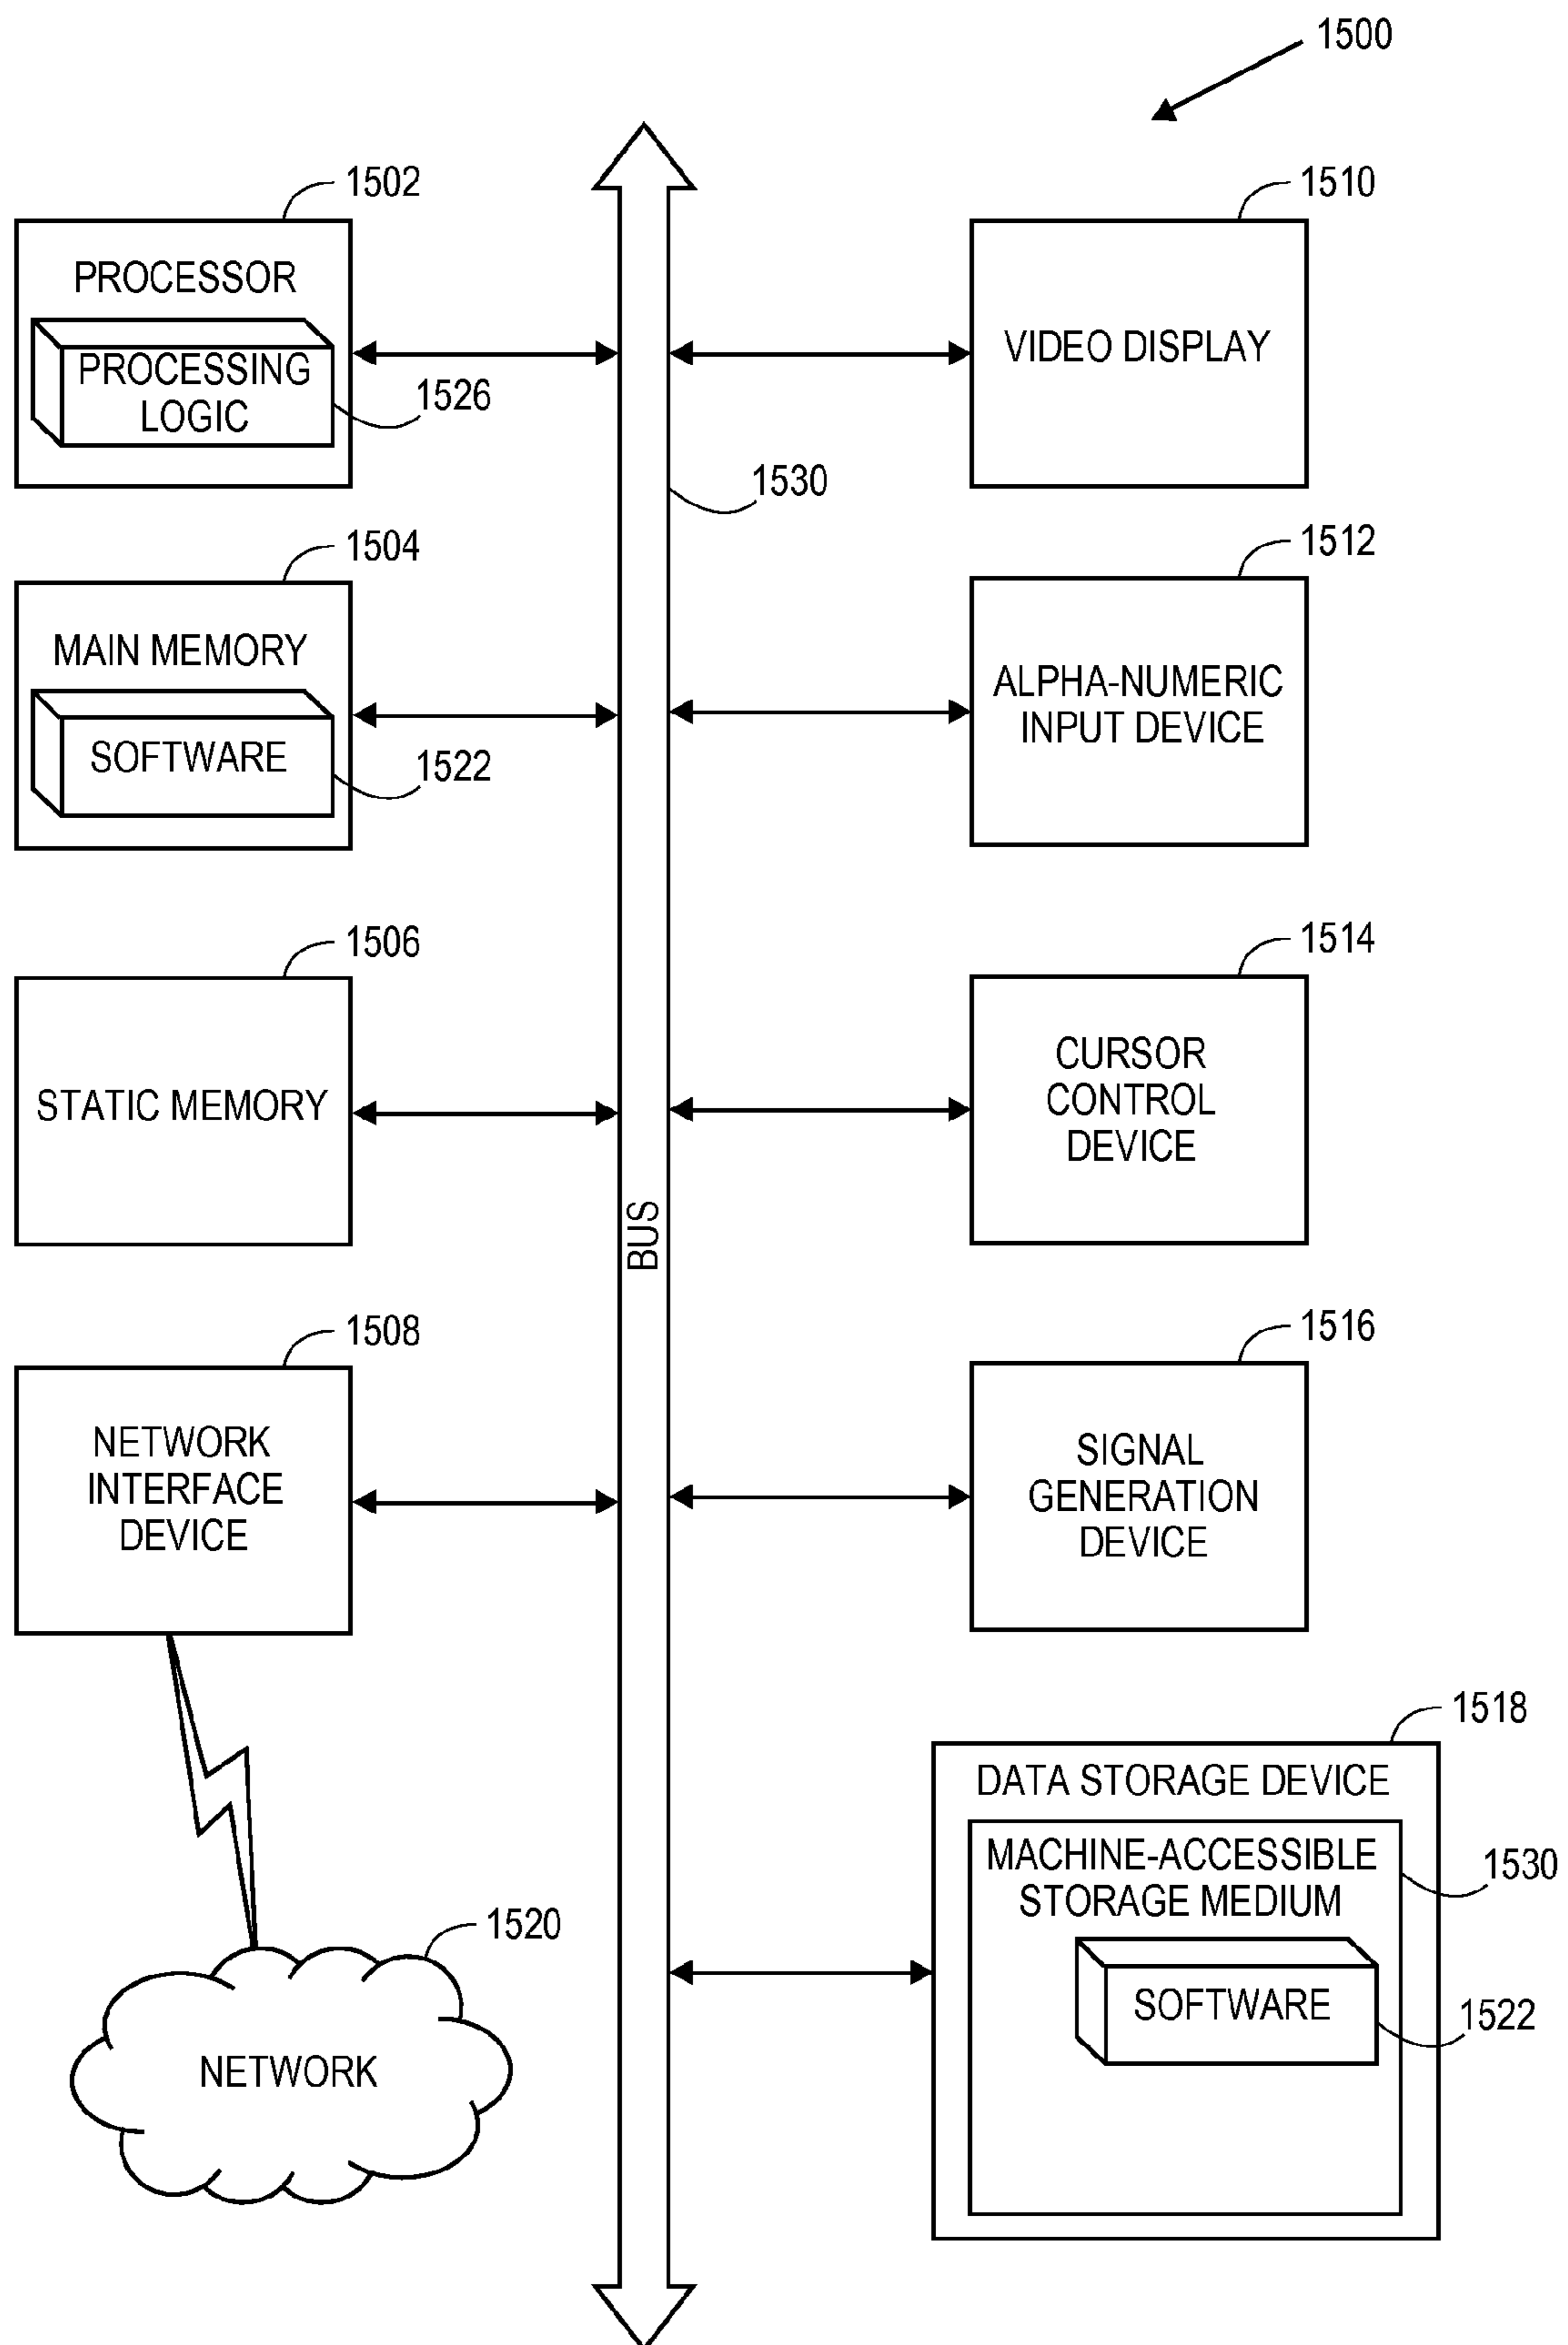 1500
1502
PROCESSOR
PROCESSING
LOGIC
1526
1504
MAIN MEMORY
SOFTWARE
1522
1506
STATIC MEMORY
1508
NETWORK
INTERFACE
DEVICE
1520
NETWORK
BUS
1530
1510
VIDEO DISPLAY
1512
ALPHA-NUMERIC
INPUT DEVICE
1514
CURSOR
CONTROL
DEVICE
1516
SIGNAL
GENERATION
DEVICE
1518
DATA STORAGE DEVICE
MACHINE-ACCESSIBLE
STORAGE MEDIUM
1530
SOFTWARE
1522